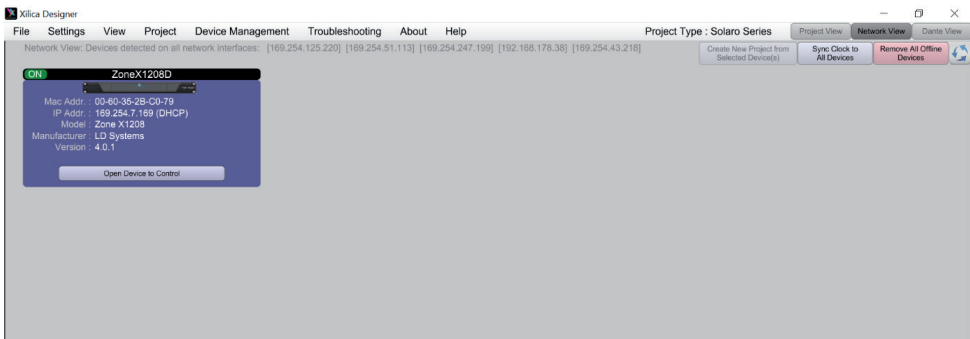 Xilica Designer
File Settings View Project Device Management Troubleshooting About Help Project Type : Solaro Series Project View Network View Dante View
Network View: Devices detected on all network interfaces: [169.254.125.220] [169.254.51.113] [169.254.247.199] [192.168.178.38] [169.254.43.218]
Create New Project from
Selected Device(s)
Sync Clock to
All Devices
Remove All Offline
Devices
ON ZoneX1208D
Mac Addr. : 00-60-35-2B-C0-79
IP Addr. : 169.254.7.169 (DHCP)
Model : Zone X1208
Manufacturer : LD Systems
Version : 4.0.1
Open Device to Control